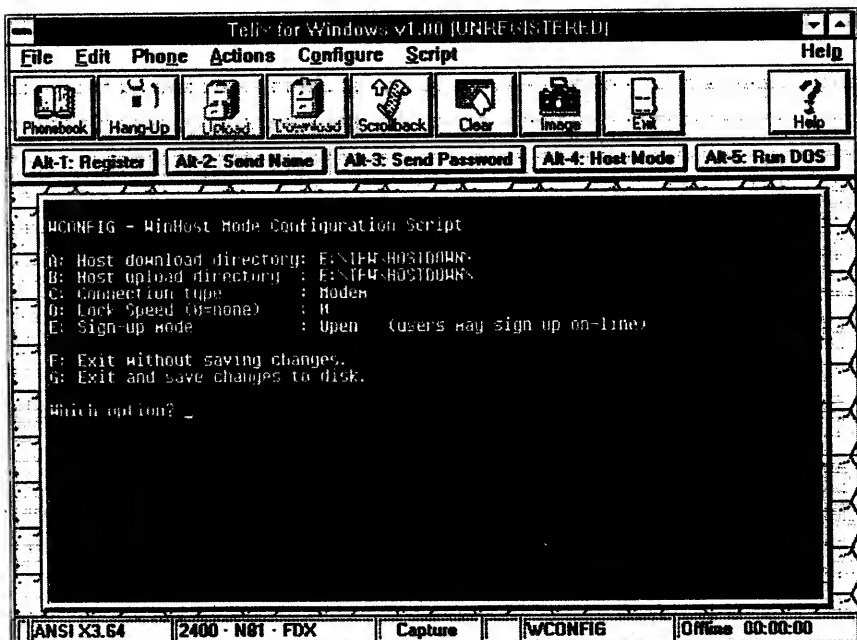 Telix for Windows v1.00 [UNREGISTERED]
File Edit Phone Actions Configure Script Help
Phonebook Hang-Up Upload Download Scrollback Clear Image Exit Help
Alt-1: Register Alt-2: Send Name Alt-3: Send Password Alt-4: Host Mode Alt-5: Run DOS
WCONFIG - WinHost Mode Configuration Script
A: Host download directory: E:\TFW\HOSTDOWN\
B: Host upload directory : E:\TFW\HOSTDOWN\
C: Connection type : Modem
D: Lock Speed (0=none) : 0
E: Sign-up mode : Open (users may sign up on-line)
F: Exit without saving changes.
G: Exit and save changes to disk.
Which option? _
ANSI X3.64 2400 · N81 · FDX Capture WCONFIG Offline 00:00:00